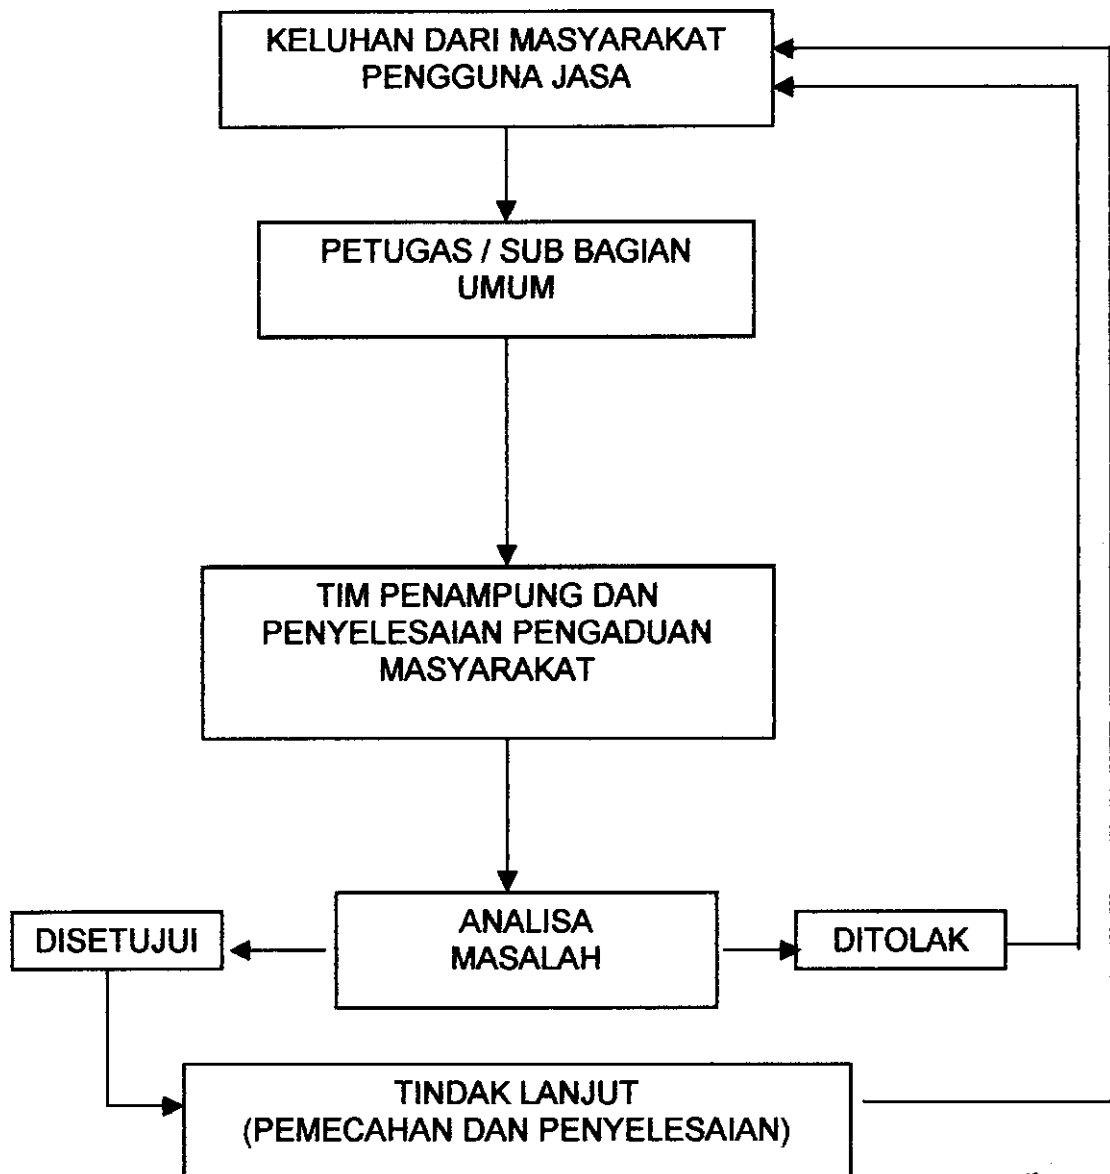 KELUHAN DARI MASYARAKAT
PENGGUNA JASA
PETUGAS / SUB BAGIAN
UMUM
TIM PENAMPUNG DAN
PENYELESAIAN PENGADUAN
MASYARAKAT
DISETUJUI
ANALISA
MASALAH
DITOLAK
TINDAK LANJUT
(PEMECAHAN DAN PENYELESAIAN)